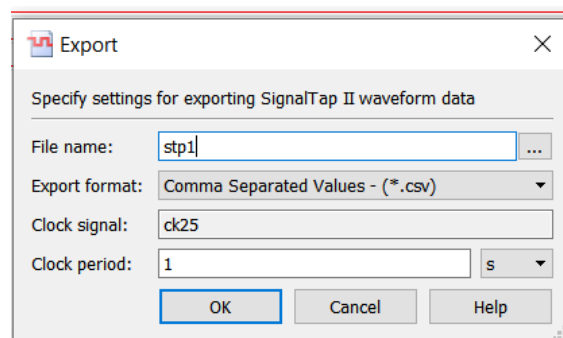 Export
Specify settings for exporting SignalTap II waveform data
File name: stp1 ...
Export format: Comma Separated Values - (*.csv)
Clock signal: ck25
Clock period: 1 s
OK Cancel Help